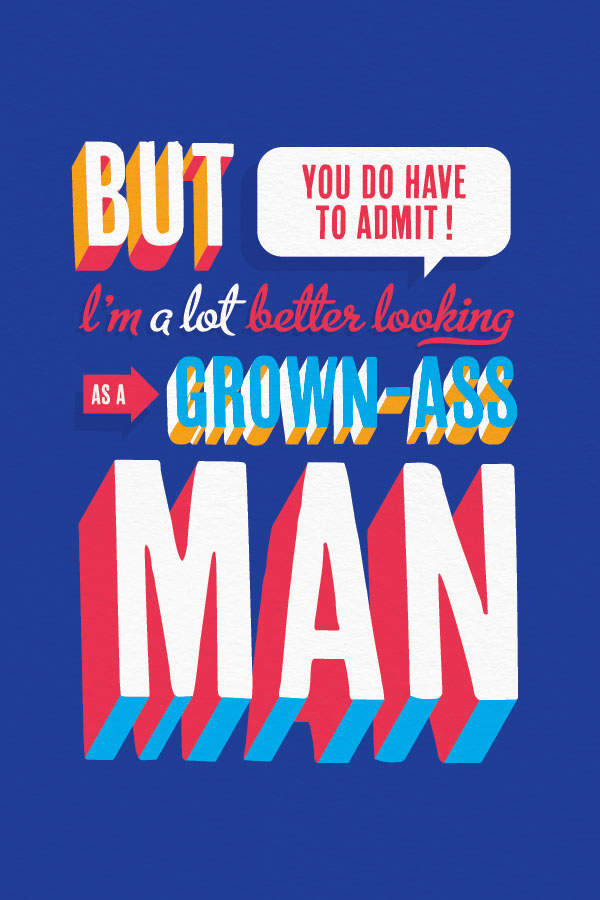 BUT
YOU DO HAVE
TO ADMIT!
I'm a lot better looking
AS A
GROWN-ASS
MAN